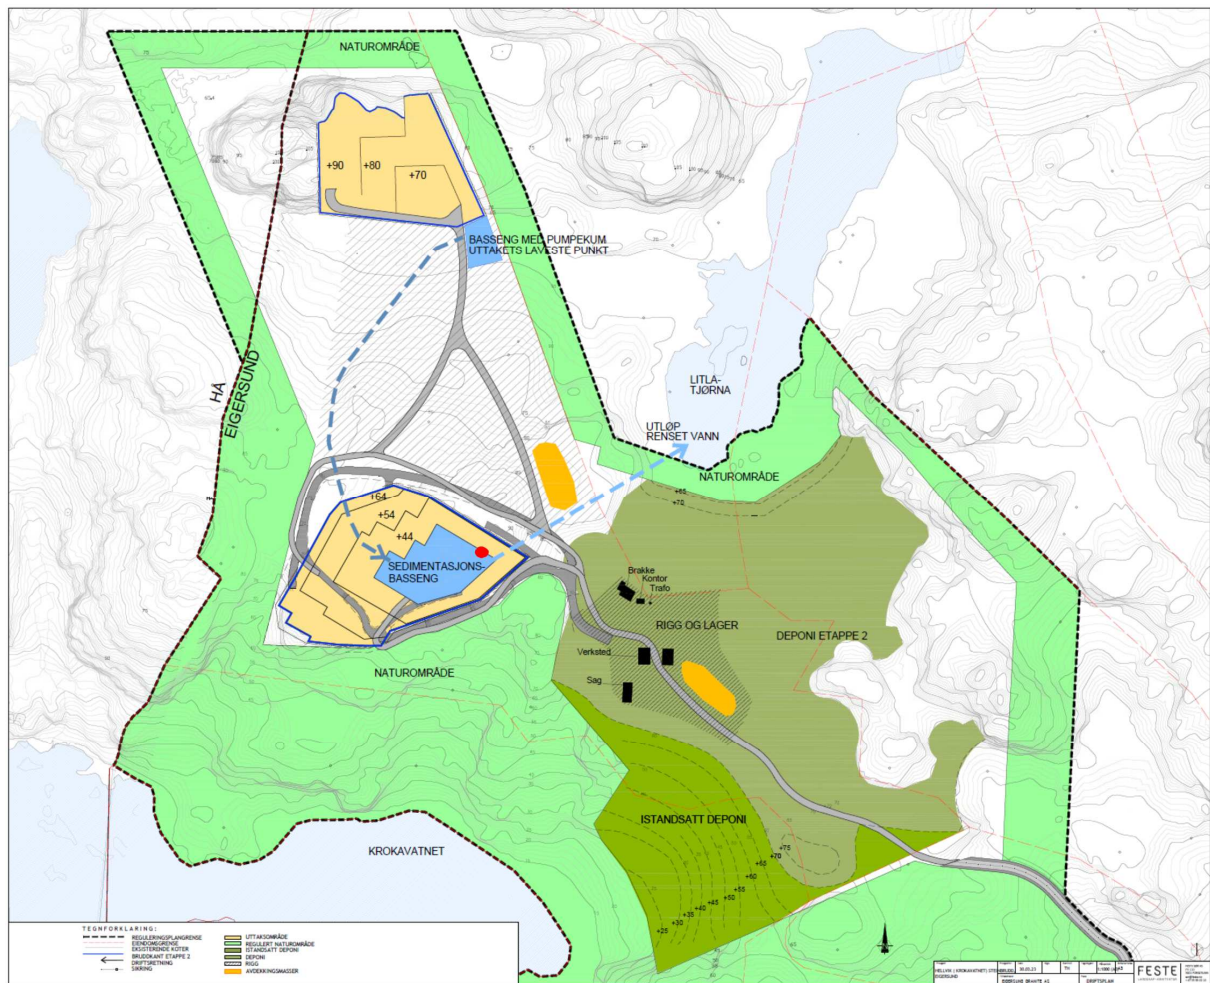 NATUROMRÅDE
+90
+80
+70
BASSENG MED PUMPEKUM
UTTAKETS LAVESTE PUNKT
HÅ
EIGERSUND
LITLA-
TJØRNA
UTLØP
RENSET VANN
NATUROMRÅDE
+65
+70
+64
+54
+44
SEDIMENTASJONS-
BASSENG
Brakke
Kontor
Trafo
RIGG OG LAGER
DEPONI ETAPPE 2
Verksted
Sag
NATUROMRÅDE
ISTANDSATT DEPONI
+75
+70
+65
+60
+55
+50
+45
+40
+35
+30
+25
KROKAVATNET
TEGNFORKLARING:
REGULERINGSPLANGRENSE
EIENDOMSGRENSE
EKSISTERENDE KOTER
BRUDDKANT ETAPPE 2
DRIFTSRETNING
SIKRING
UTTAKSOMRÅDE
REGULERT NATUROMRÅDE
ISTANDSATT DEPONI
DEPONI
RIGG
AVDEKKINGSMASSER
EIGERSUND
DRIFTSPLAN
FESTE